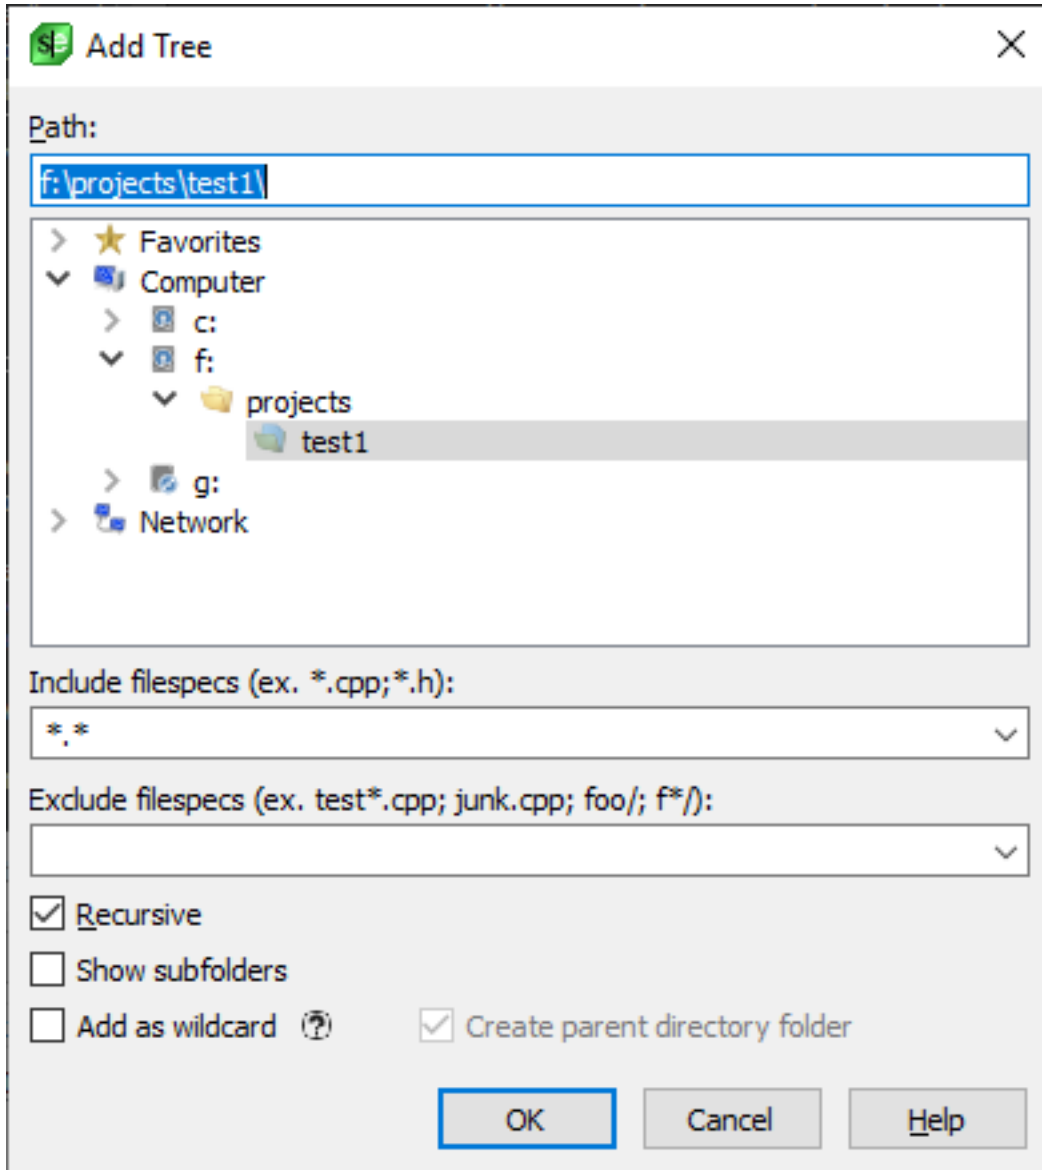 Add Tree
Path:
f:\projects\test1\
Favorites
Computer
c:
f:
projects
test1
g:
Network
Include filespecs (ex. *.cpp;*.h):
*.*
Exclude filespecs (ex. test*.cpp; junk.cpp; foo/; f*/):
Recursive
Show subfolders
Add as wildcard (?) Create parent directory folder
OK Cancel Help